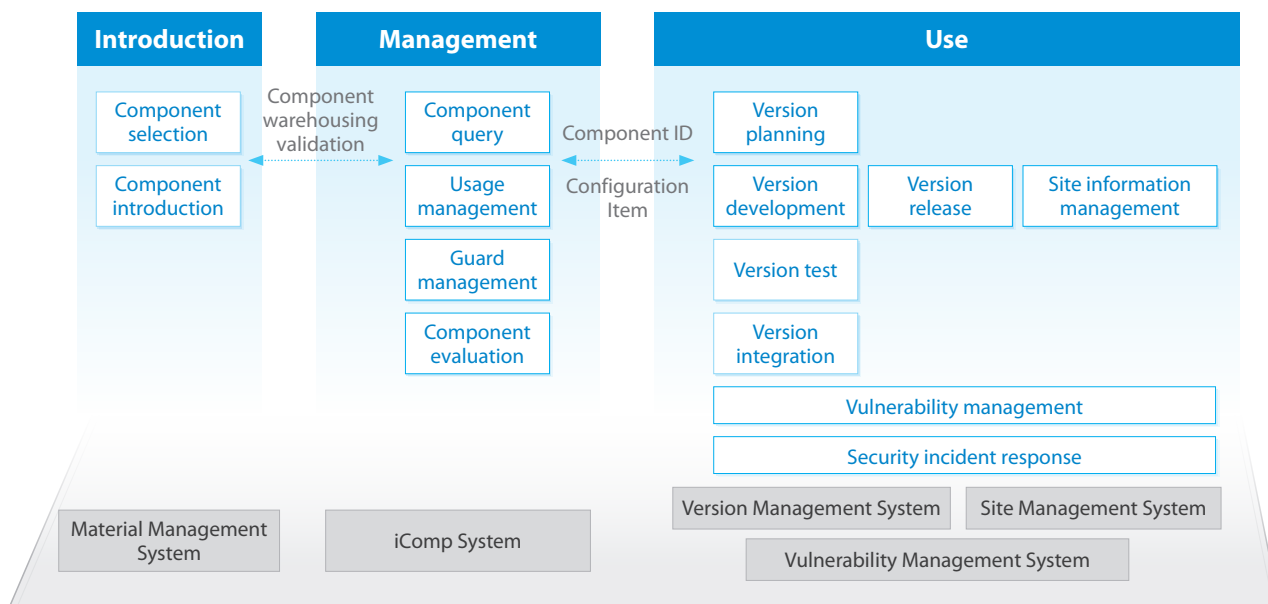 Introduction
Management
Use
Component
selection
Component
introduction
Component
warehousing
validation
Component
query
Usage
management
Guard
management
Component
evaluation
Component ID
Configuration
Item
Version
planning
Version
development
Version
release
Site information
management
Version test
Version
integration
Vulnerability management
Security incident response
Material Management
System
iComp System
Version Management System
Site Management System
Vulnerability Management System